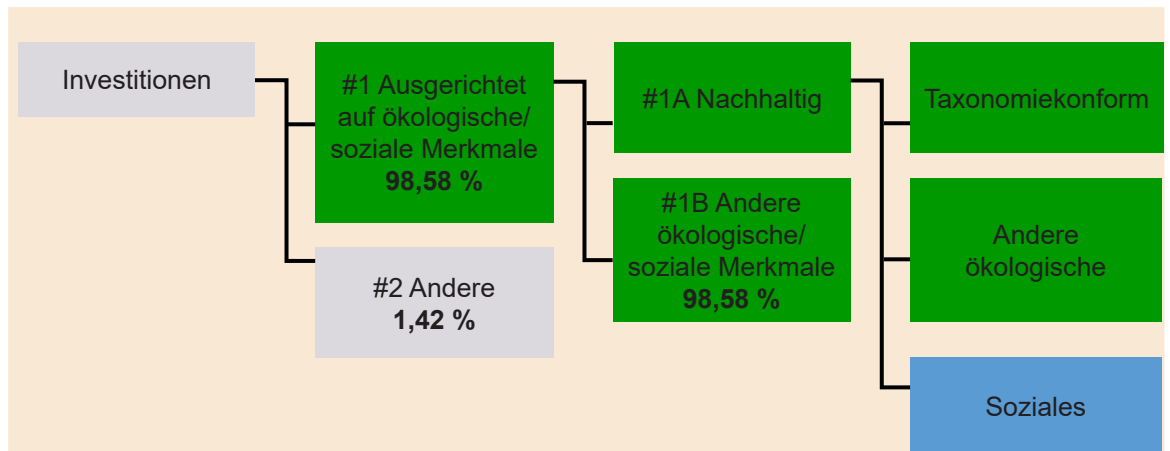 Investitionen
#1 Ausgerichtet
auf ökologische/
soziale Merkmale
98,58 %
#2 Andere
1,42 %
#1A Nachhaltig
#1B Andere
ökologische/
soziale Merkmale
98,58 %
Taxonomiekonform
Andere
ökologische
Soziales